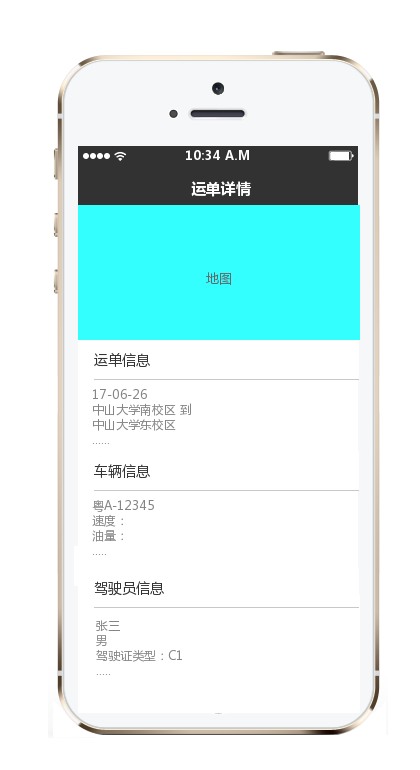 10:34 A.M
运单详情
地图
运单信息
17-06-26
中山大学南校区 到
中山大学东校区
......
车辆信息
粤A-12345
速度：
油量：
.....
驾驶员信息
张三
男
驾驶证类型：C1
.....